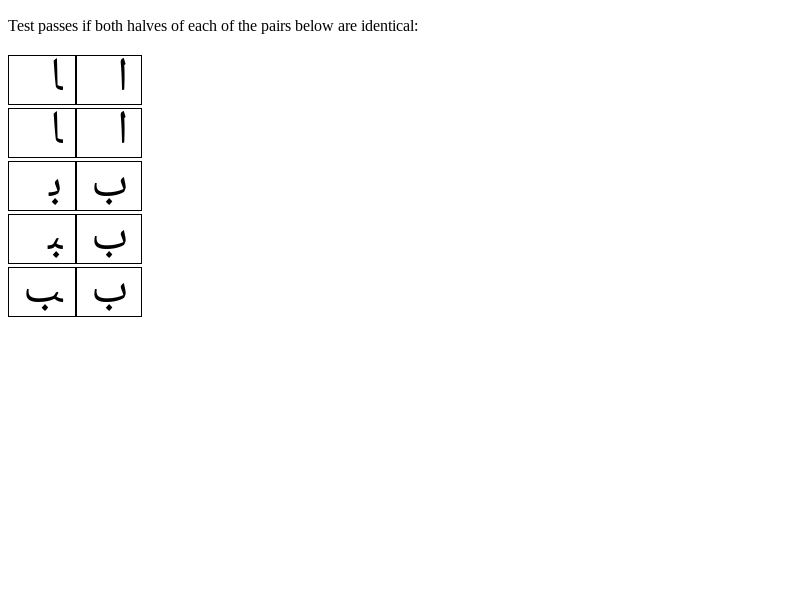 Test passes if both halves of each of the pairs below are identical:
ا ـا
ا ـا
ب بـ
ب ـبـ
ب ـب